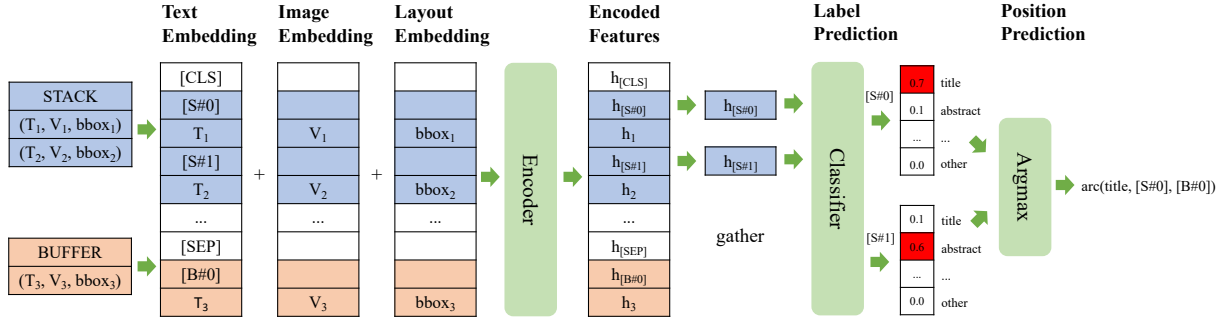 Text
Embedding
Image
Embedding
Layout
Embedding
Encoded
Features
Label
Prediction
Position
Prediction
STACK
(T1, V1, bbox1)
(T2, V2, bbox2)
BUFFER
(T3, V3, bbox3)
[CLS]
[S#0]
T1
[S#1]
T2
...
[SEP]
[B#0]
T3
+
V1
V2
...
V3
+
bbox1
bbox2
...
bbox3
Encoder
h[CLS]
h[S#0]
h1
h[S#1]
h2
...
h[SEP]
h[B#0]
h3
h[S#0]
h[S#1]
gather
Classifier
[S#0]
0.7 title
0.1 abstract
... ...
0.0 other
[S#1]
0.1 title
0.6 abstract
... ...
0.0 other
Argmax
arc(title, [S#0], [B#0])